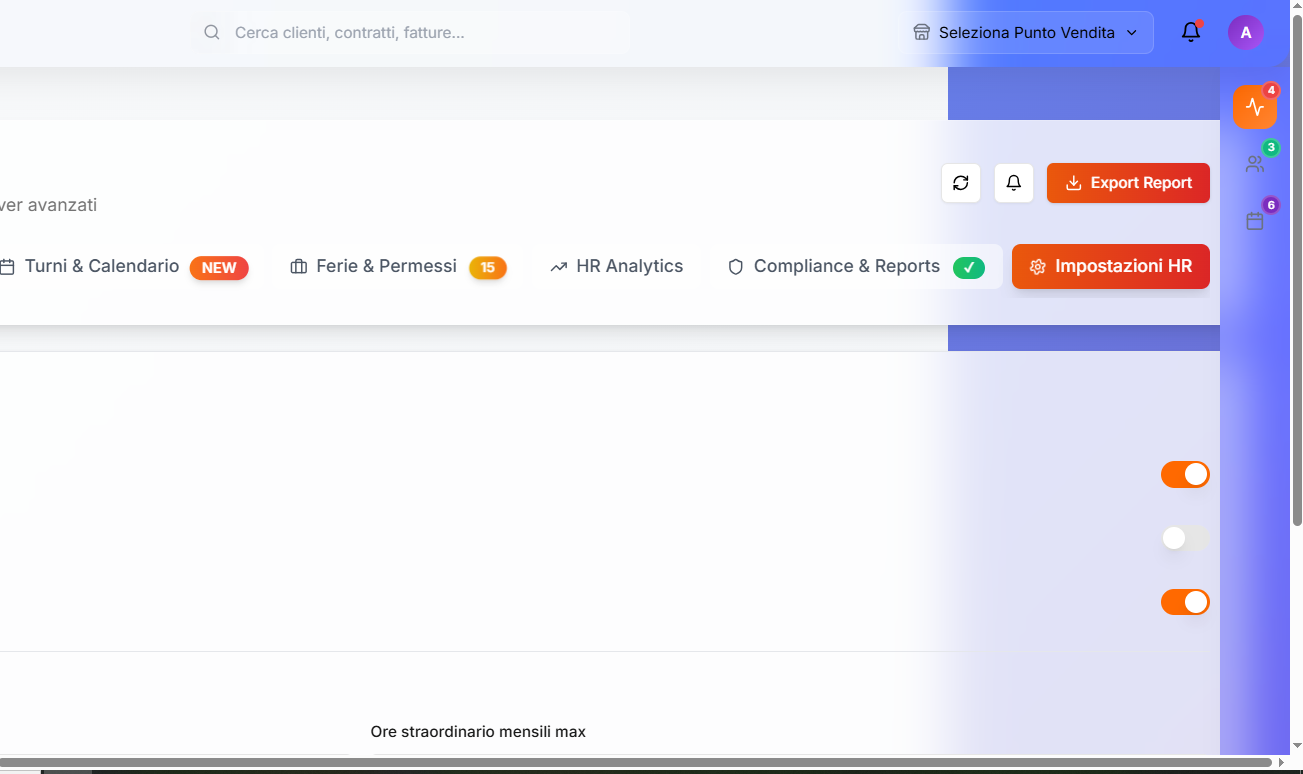 Cerca clienti, contratti, fatture...
Seleziona Punto Vendita
A
4
3
6
Export Report
ver avanzati
Turni & Calendario NEW
Ferie & Permessi 15
HR Analytics
Compliance & Reports ✓
Impostazioni HR
Ore straordinario mensili max